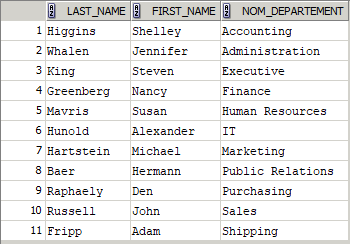 LAST_NAME FIRST_NAME NOM_DEPARTEMENT
1 Higgins Shelley Accounting
2 Whalen Jennifer Administration
3 King Steven Executive
4 Greenberg Nancy Finance
5 Mavris Susan Human Resources
6 Hunold Alexander IT
7 Hartstein Michael Marketing
8 Baer Hermann Public Relations
9 Raphaely Den Purchasing
10 Russell John Sales
11 Fripp Adam Shipping